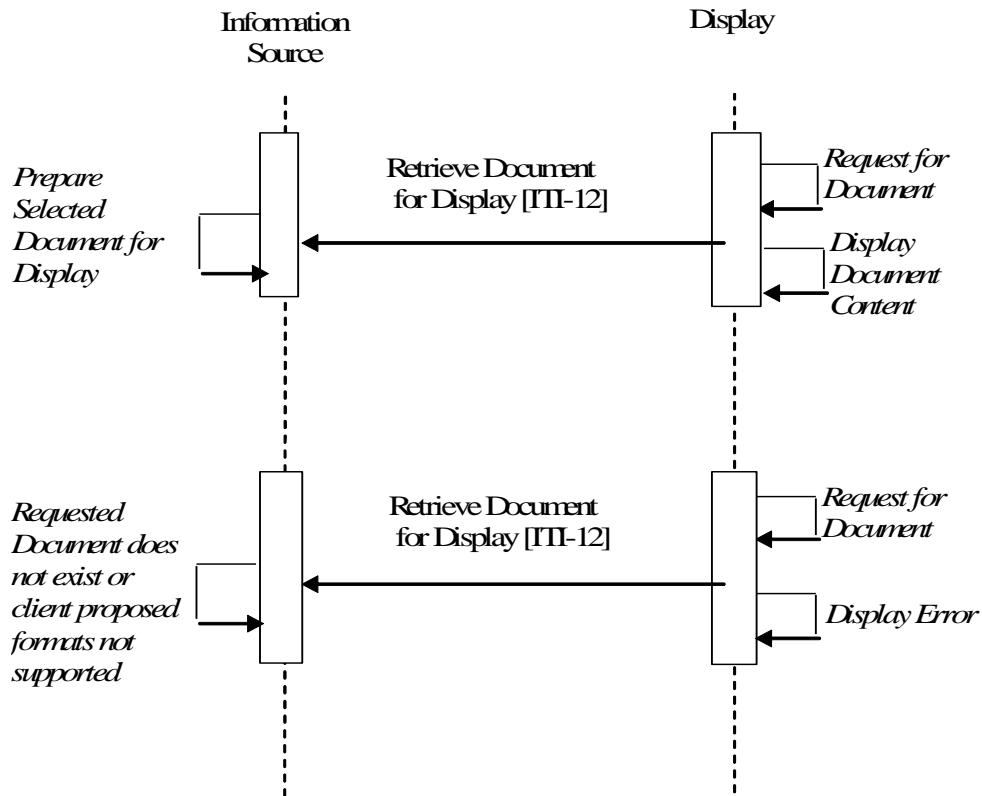 Information
Source
Display
Prepare
Selected
Document for
Display
Retrieve Document
for Display [ITI-12]
Request for
Document
Display
Document
Content
Requested
Document does
not exist or
client proposed
formats not
supported
Retrieve Document
for Display [ITI-12]
Request for
Document
Display Error